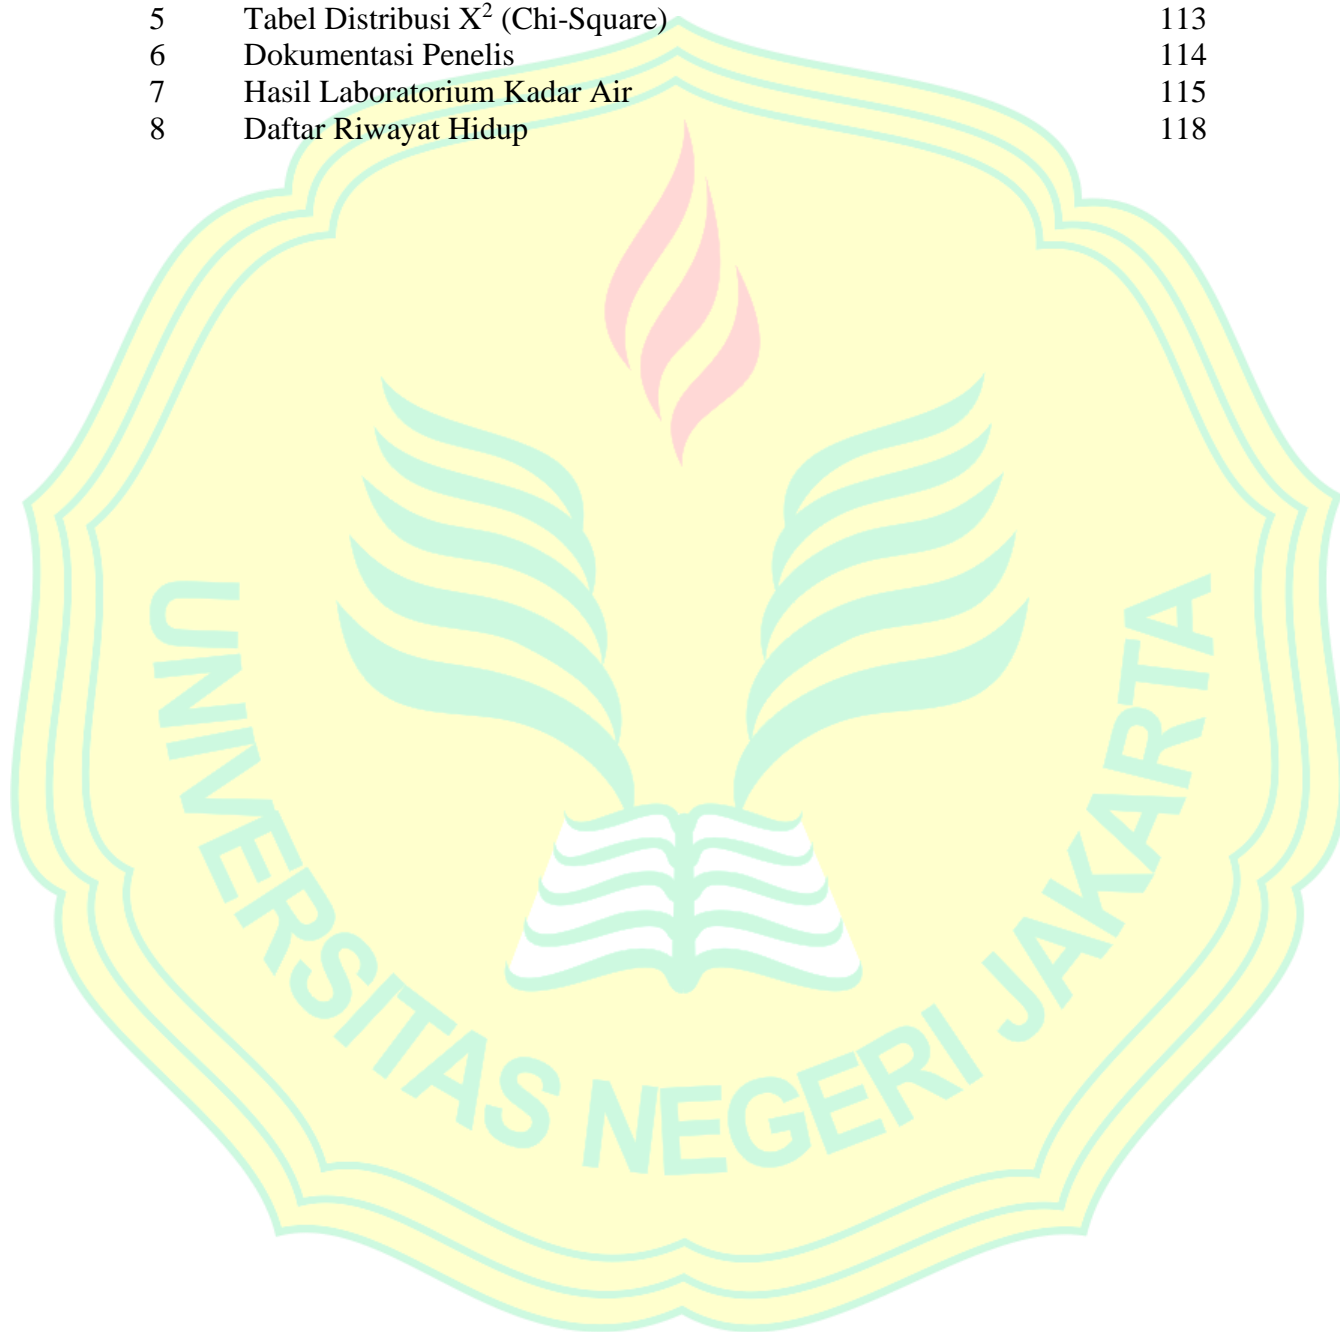 5 Tabel Distribusi X² (Chi-Square) 113
6 Dokumentasi Penelis 114
7 Hasil Laboratorium Kadar Air 115
8 Daftar Riwayat Hidup 118
UNIVERSITAS NEGERI JAKARTA